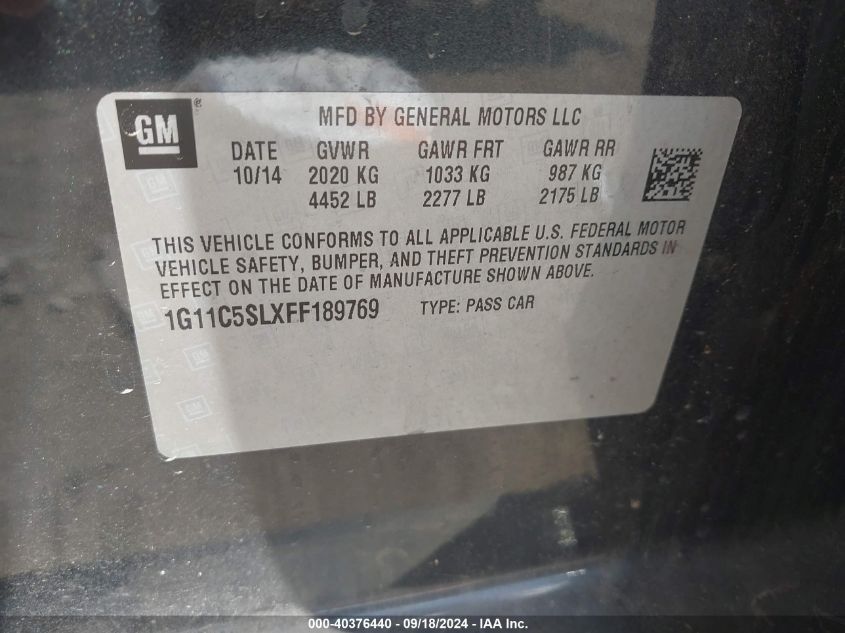 GM
®
MFD BY GENERAL MOTORS LLC
DATE GVWR GAWR FRT GAWR RR
10/14 2020 KG 1033 KG 987 KG
4452 LB 2277 LB 2175 LB
THIS VEHICLE CONFORMS TO ALL APPLICABLE U.S. FEDERAL MOTOR
VEHICLE SAFETY, BUMPER, AND THEFT PREVENTION STANDARDS IN
EFFECT ON THE DATE OF MANUFACTURE SHOWN ABOVE.
1G11C5SLXFF189769 TYPE: PASS CAR
000-40376440 - 09/18/2024 - IAA Inc.